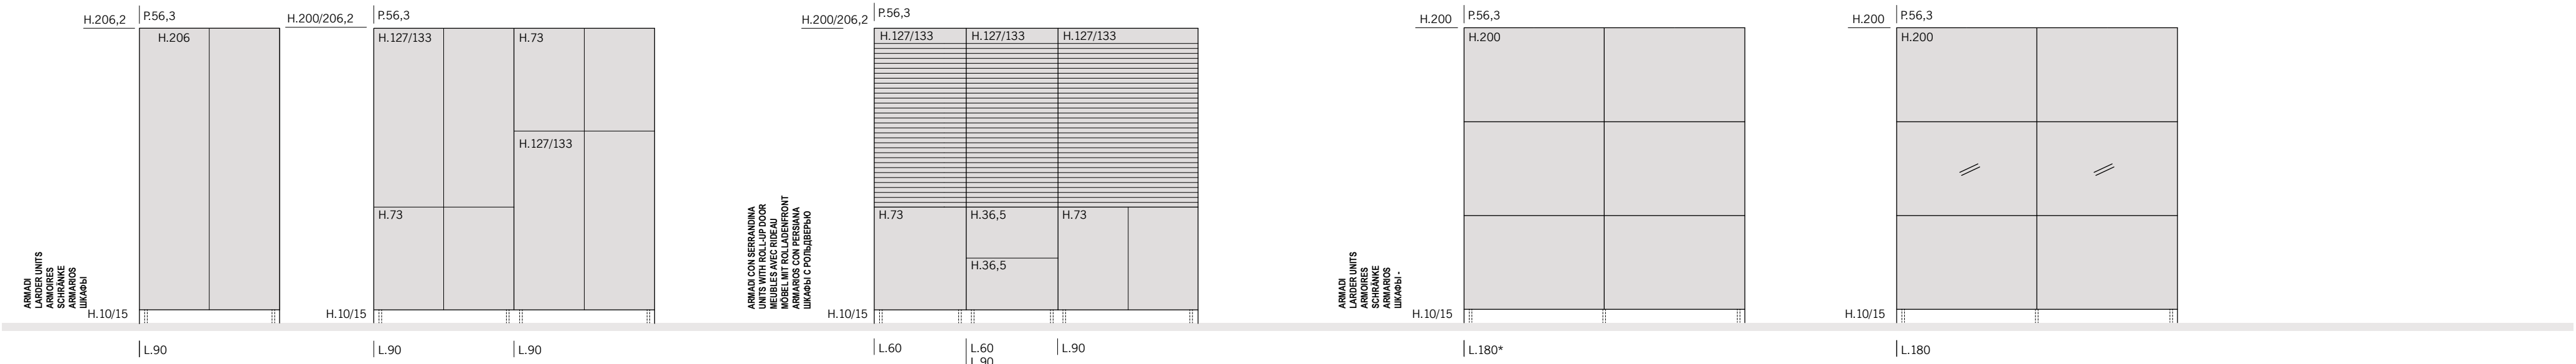 H.206,2
P.56,3
H.206
ARMADI
LARDER UNITS
ARMOIRES
SCHRÄNKE
ARMARIOS
ШКАФЫ
H.10/15
L.90
H.200/206,2
P.56,3
H.127/133
H.73
H.127/133
H.73
H.10/15
L.90
L.90
H.200/206,2
P.56,3
H.127/133
H.127/133
H.127/133
ARMADI CON SERRANDINA
UNITS WITH ROLL-UP DOOR
MEUBLES AVEC RIDEAU
MÖBEL MIT ROLLADENFRONT
ARMARIOS CON PERSIANA
ШКАФЫ С РОЛЬДВЕРЬЮ
H.73
H.36,5
H.73
H.36,5
H.10/15
L.60
L.60
L.90
L.90
H.200
P.56,3
H.200
ARMADI
LARDER UNITS
ARMOIRES
SCHRÄNKE
ARMARIOS
ШКАФЫ -
H.10/15
L.180*
H.200
P.56,3
H.200
H.10/15
L.180